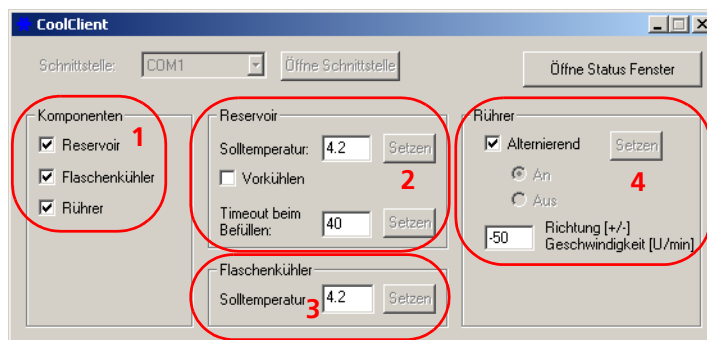 CoolClient
Schnittstelle: COM1 Öffne Schnittstelle Öffne Status Fenster
Komponenten
1
Reservoir
Flaschenkühler
Rührer
Reservoir
Solltemperatur: 4.2 Setzen
Vorkühlen
2
Timeout beim
Befüllen: 40 Setzen
Flaschenkühler
Solltemperatur 3 4.2 Setzen
Rührer
Alternierend Setzen
An
Aus
4
-50 Richtung [+/-]
Geschwindigkeit [U/min]